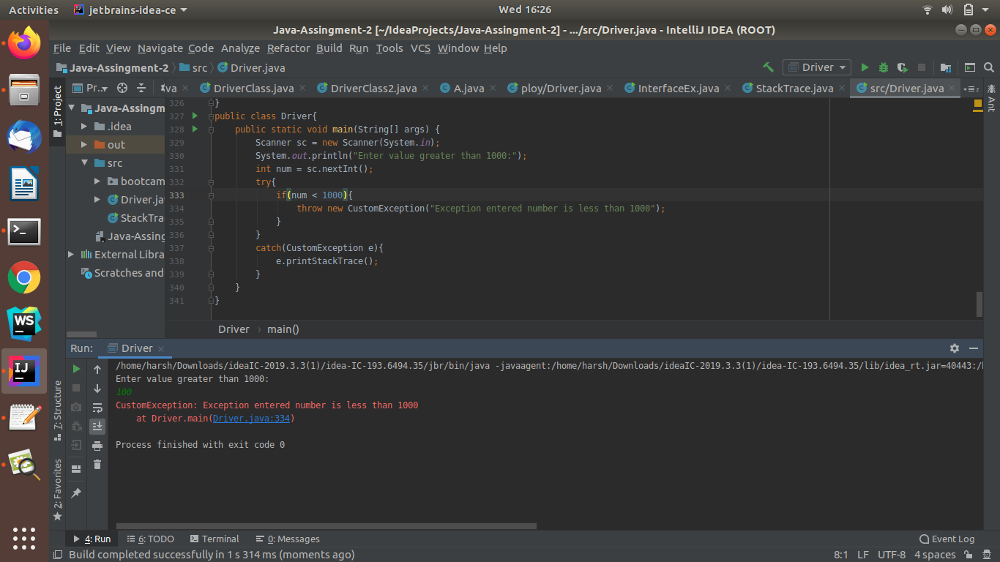 Activities jetbrains-idea-ce Wed 16:26
Java-Assingment-2 [~/IdeaProjects/Java-Assingment-2] - .../src/Driver.java - IntelliJ IDEA (ROOT)
File Edit View Navigate Code Analyze Refactor Build Run Tools VCS Window Help
Java-Assingment-2 src Driver.java Driver
Pr... va DriverClass.java DriverClass2.java A.java ploy/Driver.java InterfaceEx.java StackTrace.java src/Driver.java 2
1: Project
Ant
Java-Assingm
.idea
out
src
bootcam
Driver.ja
StackTra
Java-Assing
External Libra
Scratches and
326 }
327 public class Driver{
328 public static void main(String[] args) {
329 Scanner sc = new Scanner(System.in);
330 System.out.println("Enter value greater than 1000:");
331 int num = sc.nextInt();
332 try{
333 if(num < 1000){
334 throw new CustomException("Exception entered number is less than 1000");
335 }
336 }
337 catch(CustomException e){
338 e.printStackTrace();
339 }
340 }
341 }
Driver › main()
WS
IJ
Run: Driver
/home/harsh/Downloads/ideaIC-2019.3.3(1)/idea-IC-193.6494.35/jbr/bin/java -javaagent:/home/harsh/Downloads/ideaIC-2019.3.3(1)/idea-IC-193.6494.35/lib/idea_rt.jar=40443:/
Enter value greater than 1000:
100
CustomException: Exception entered number is less than 1000
at Driver.main(Driver.java:334)
Process finished with exit code 0
7: Structure
2: Favorites
4: Run 6: TODO Terminal 0: Messages Event Log
Build completed successfully in 1 s 314 ms (moments ago) 8:1 LF UTF-8 4 spaces